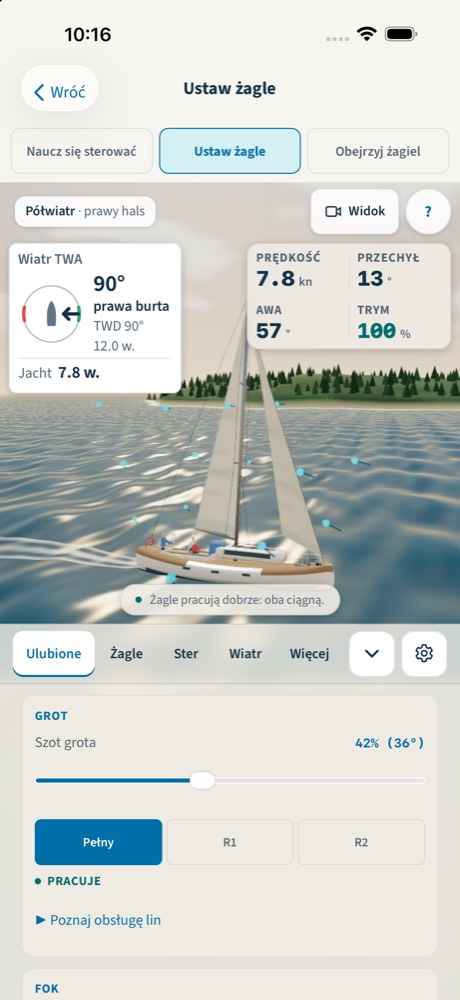 10:16
Wróć
Ustaw żagle
Naucz się sterować
Ustaw żagle
Obejrzyj żagiel
Półwiatr · prawy hals
Widok
?
Wiatr TWA
90°
prawa burta
TWD 90°
12.0 w.
Jacht 7.8 w.
PRĘDKOŚĆ
7.8 kn
PRZECHYŁ
13 °
AWA
57 °
TRYM
100 %
Żagle pracują dobrze: oba ciągną.
Ulubione
Żagle
Ster
Wiatr
Więcej
GROT
Szot grota
42% (36°)
Pełny
R1
R2
PRACUJE
Poznaj obsługę lin
FOK